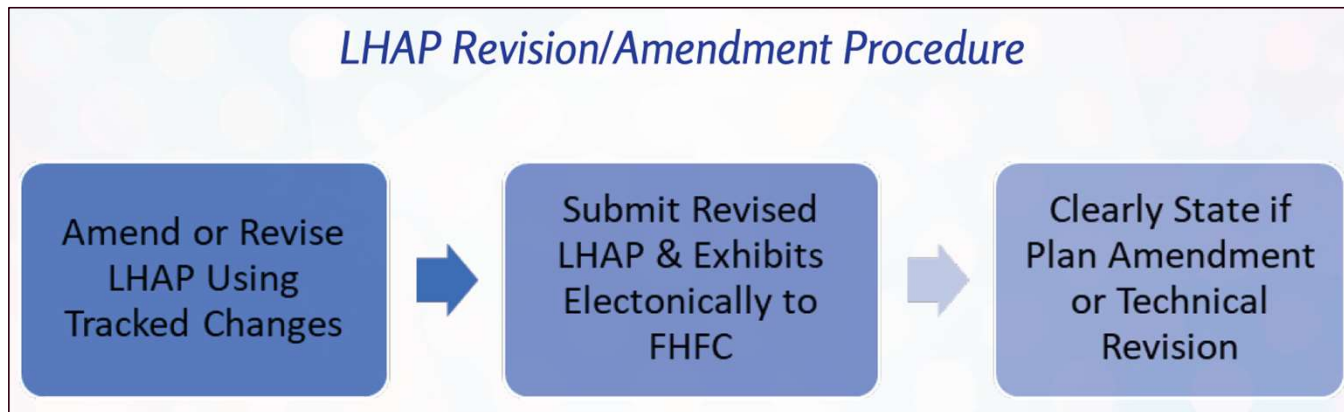 LHAP Revision/Amendment Procedure
Amend or Revise
LHAP Using
Tracked Changes
Submit Revised
LHAP & Exhibits
Electonically to
FHFC
Clearly State if
Plan Amendment
or Technical
Revision